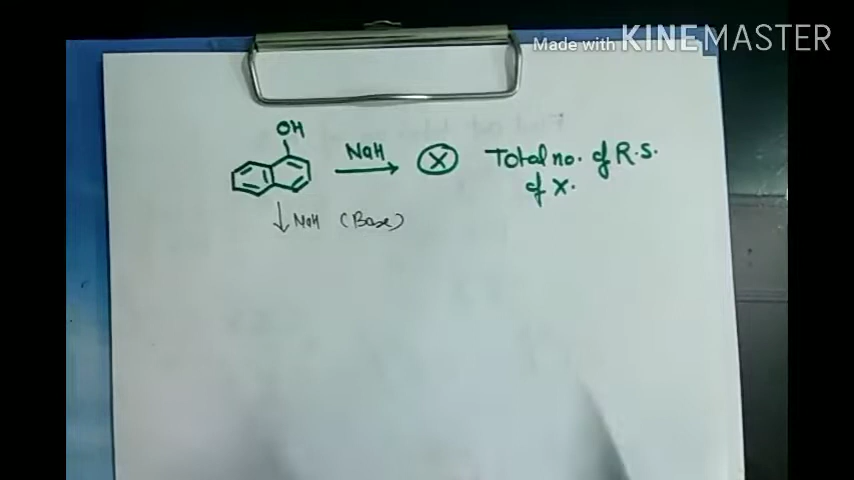 Made with KINEMASTER
OH
NaH
X
Total no. of R.S.
of X.
NaH (Base)